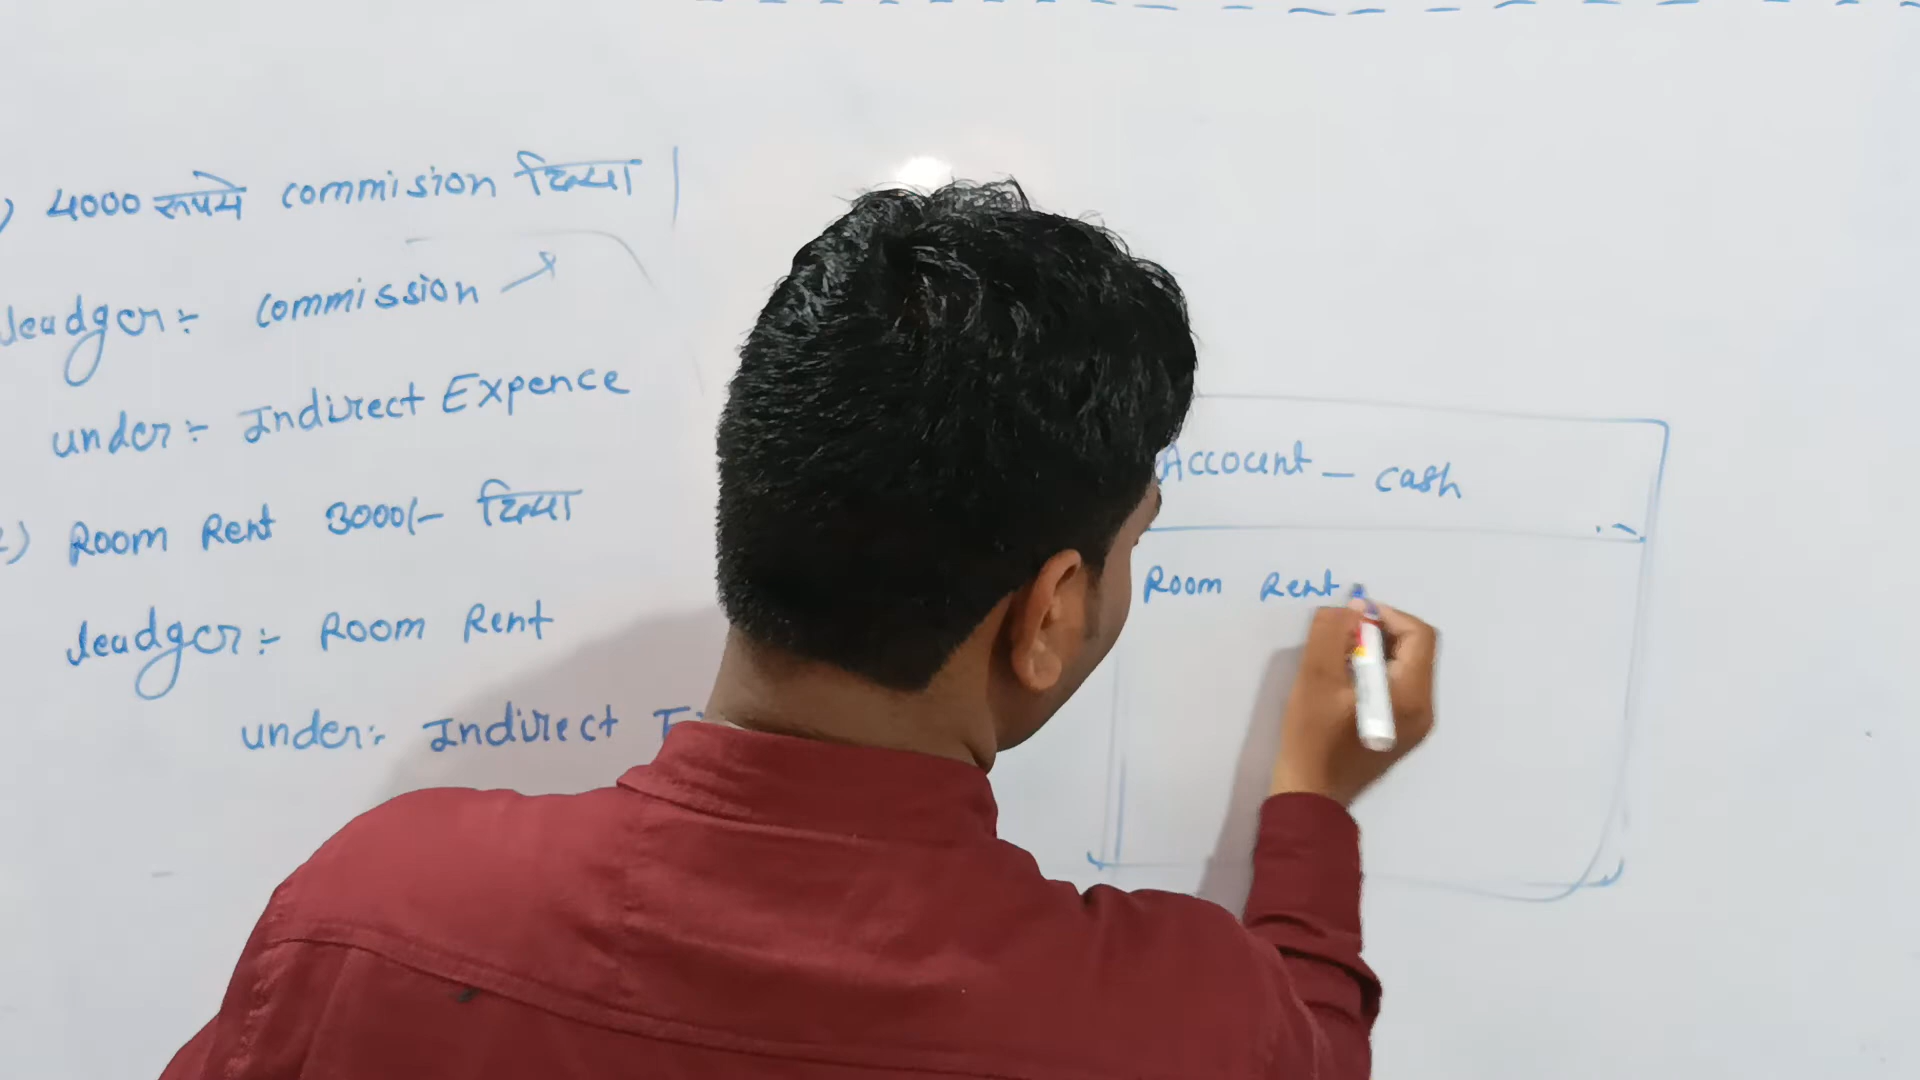 ) 4000 रूपये commision दिया
leadger:- Commission
under:- Indirect Expence
2) Room Rent 3000/- दिया
leadger:- Room Rent
under:- Indirect
Account - cash
Room Rent